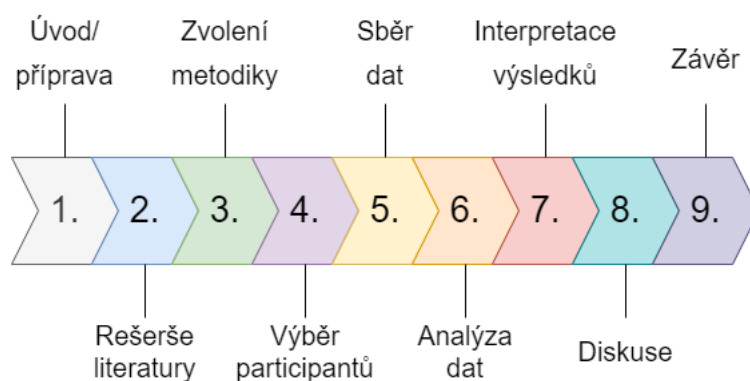 Úvod/
příprava
Zvolení
metodiky
Sběr
dat
Interpretace
výsledků
Závěr
1. 2. 3. 4. 5. 6. 7. 8. 9.
Rešerše
literatury
Výběr
participantů
Analýza
dat
Diskuse